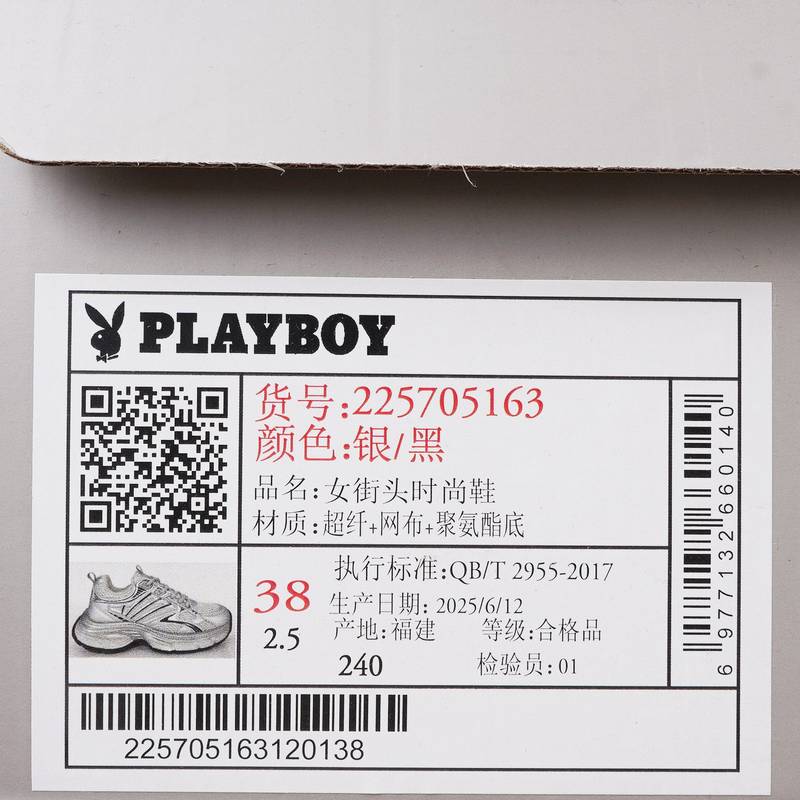 PLAYBOY
货号:225705163
颜色:银/黑
品名:女街头时尚鞋
材质:超纤+网布+聚氨酯底
执行标准:QB/T 2955-2017
38
生产日期: 2025/6/12
2.5
产地:福建 等级:合格品
240 检验员:01
6 977132 660140
225705163120138